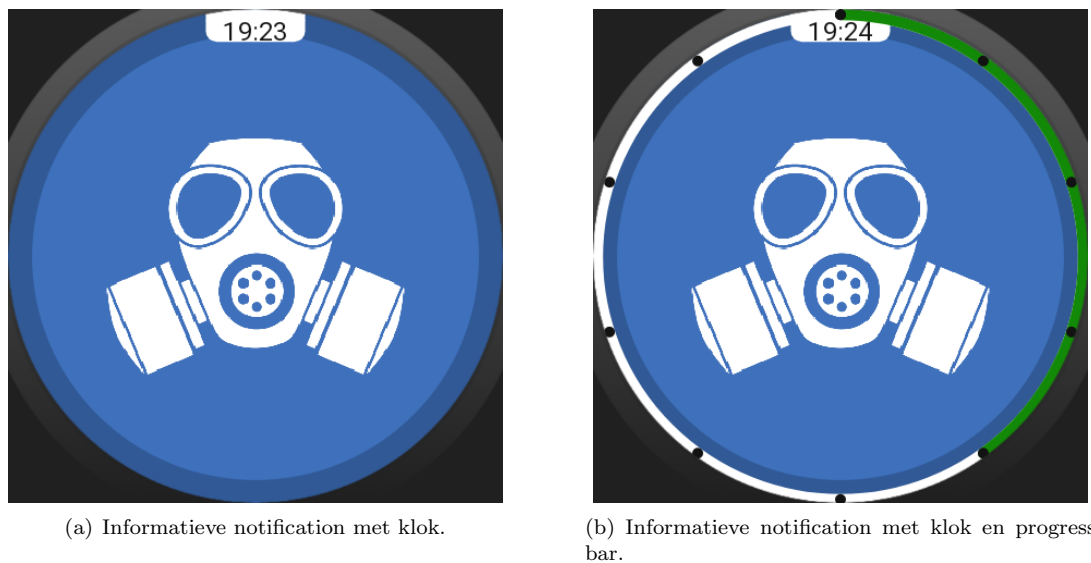 19:23
19:24
(a) Informatieve notification met klok.
(b) Informatieve notification met klok en progress
bar.